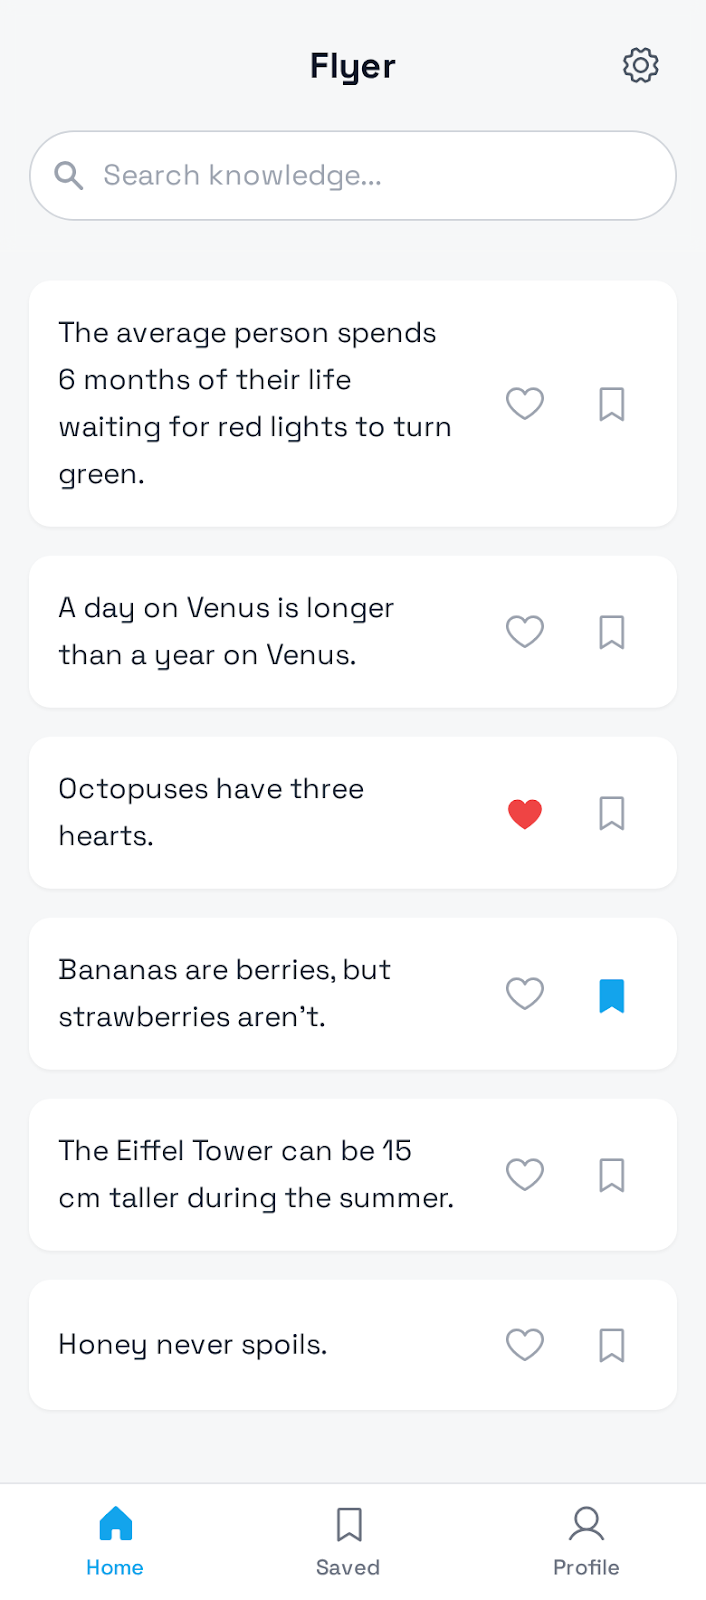 Flyer
Search knowledge...
The average person spends
6 months of their life
waiting for red lights to turn
green.
A day on Venus is longer
than a year on Venus.
Octopuses have three
hearts.
Bananas are berries, but
strawberries aren’t.
The Eiffel Tower can be 15
cm taller during the summer.
Honey never spoils.
Home
Saved
Profile